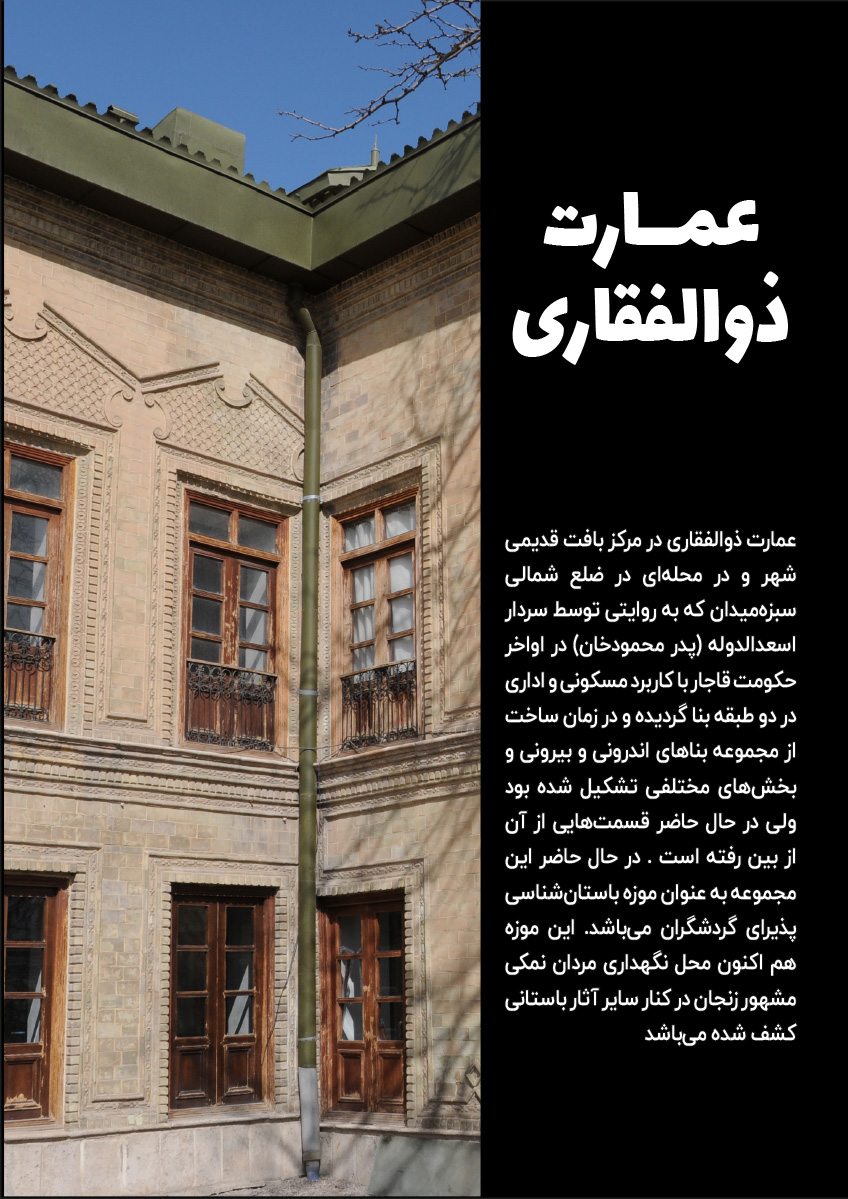 عمارت
ذوالفقاری
عمارت ذوالفقاری در مرکز بافت قدیمی
شهر و در محله‌ای در ضلع شمالی
سبزه‌میدان که به روایتی توسط سردار
اسعدالدوله (پدر محمودخان) در اواخر
حکومت قاجار با کاربرد مسکونی و اداری
در دو طبقه بنا گردیده و در زمان ساخت
از مجموعه بناهای اندرونی و بیرونی و
بخش‌های مختلفی تشکیل شده بود
ولی در حال حاضر قسمت‌هایی از آن
از بین رفته است . در حال حاضر این
مجموعه به عنوان موزه باستان‌شناسی
پذیرای گردشگران می‌باشد. این موزه
هم اکنون محل نگهداری مردان نمکی
مشهور زنجان در کنار سایر آثار باستانی
کشف شده می‌باشد